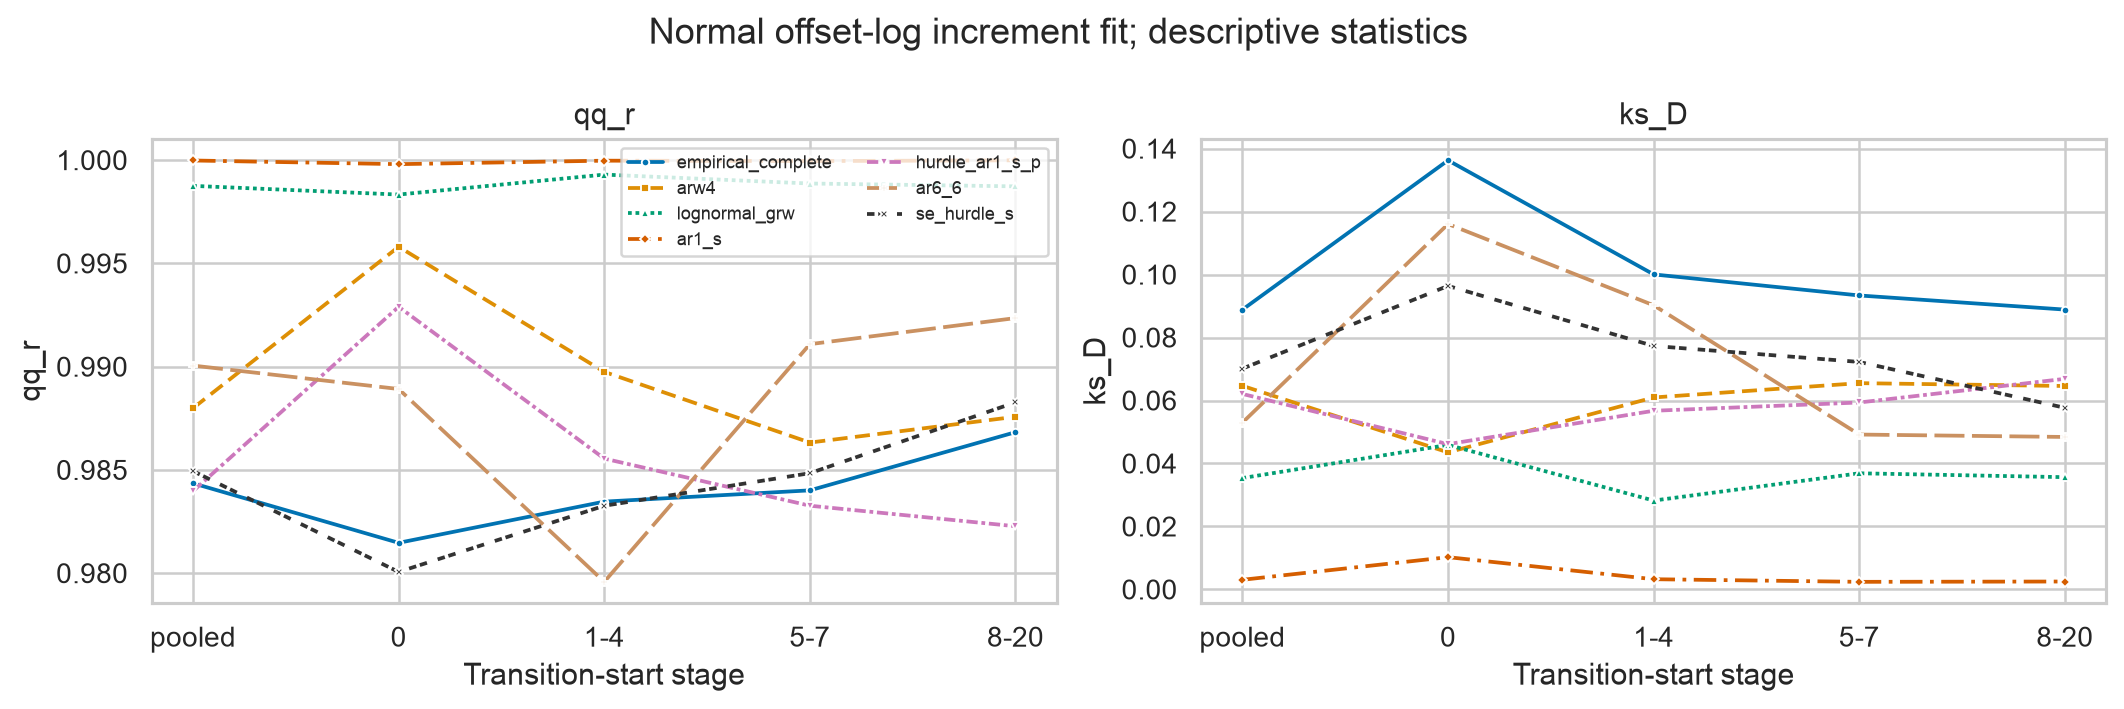 Normal offset-log increment fit; descriptive statistics
qq_r
1.000
0.995
0.990
0.985
0.980
qq_r
empirical_complete
arw4
lognormal_grw
ar1_s
hurdle_ar1_s_p
ar6_6
se_hurdle_s
pooled
0
1-4
5-7
8-20
Transition-start stage
ks_D
0.14
0.12
0.10
0.08
0.06
0.04
0.02
0.00
ks_D
pooled
0
1-4
5-7
8-20
Transition-start stage